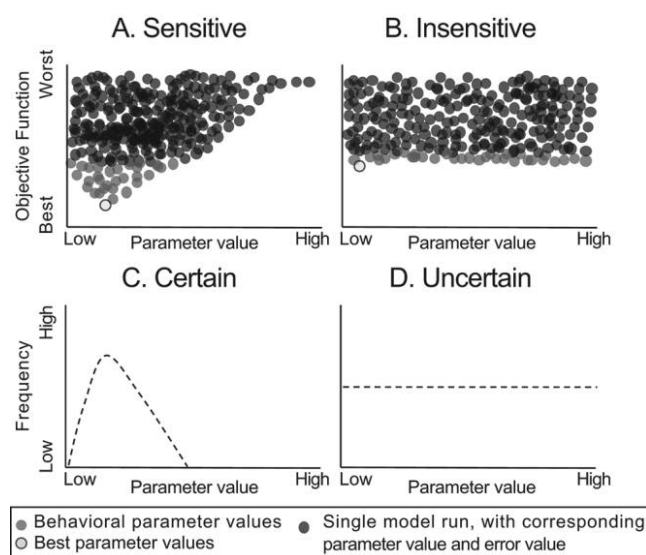 A. Sensitive
B. Insensitive
Objective Function
Worst
Best
Low
Parameter value
High
Low
Parameter value
High
C. Certain
D. Uncertain
Frequency
High
Low
Low
Parameter value
High
Low
Parameter value
High
Behavioral parameter values
Best parameter values
Single model run, with corresponding
parameter value and error value